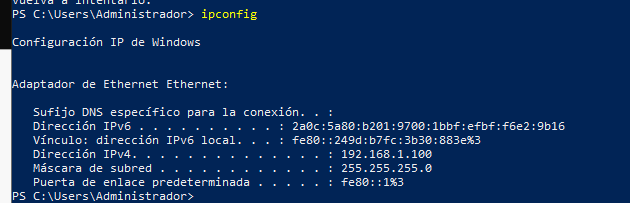 vuelva a intentarlo.
PS C:\Users\Administrador> ipconfig
Configuración IP de Windows
Adaptador de Ethernet Ethernet:
Sufijo DNS específico para la conexión. . :
Dirección IPv6 . . . . . . . . . . : 2a0c:5a80:b201:9700:1bbf:efbf:f6e2:9b16
Vínculo: dirección IPv6 local. . . : fe80::249d:b7fc:3b30:883e%3
Dirección IPv4. . . . . . . . . . . . . . : 192.168.1.100
Máscara de subred . . . . . . . . . . . . : 255.255.255.0
Puerta de enlace predeterminada . . . . . : fe80::1%3
PS C:\Users\Administrador>